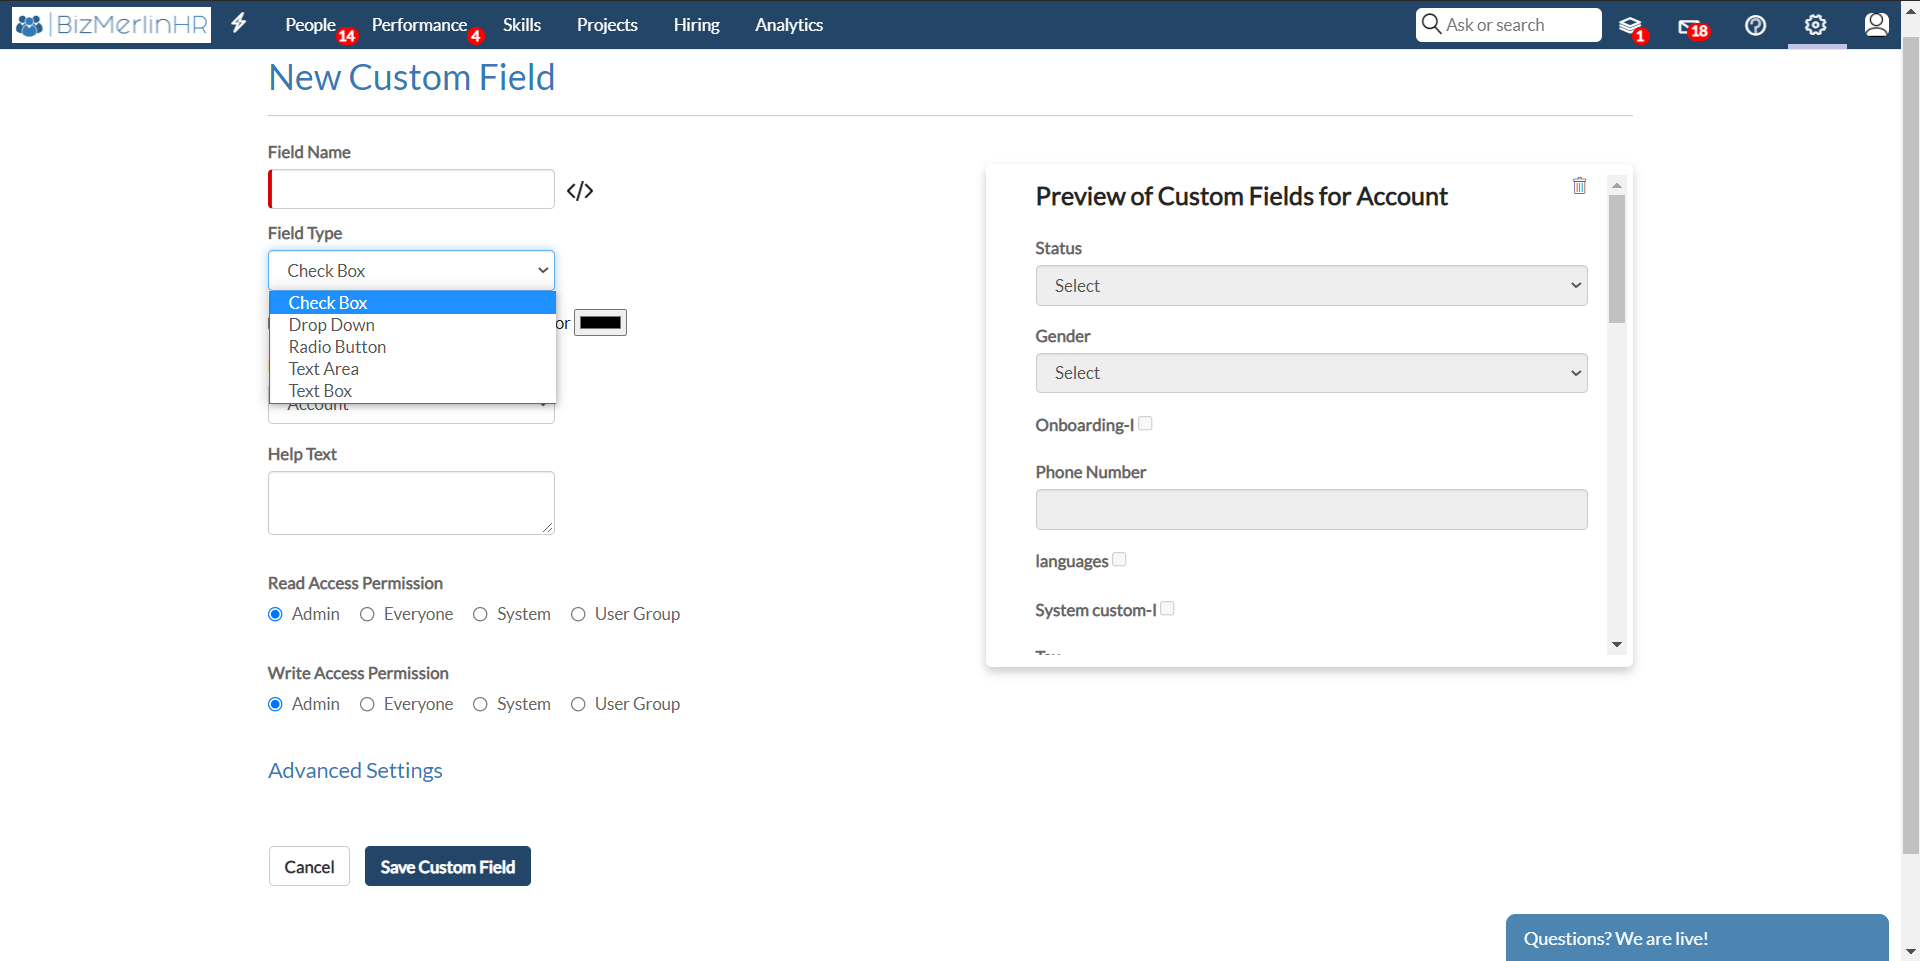 BizMerlinHR
People 14 Performance 4 Skills Projects Hiring Analytics Ask or search 1 18
New Custom Field
Field Name
</>
Field Type
Check Box
Check Box
Drop Down
Radio Button
Text Area
Text Box
or
Account
Help Text
Read Access Permission
Admin Everyone System User Group
Write Access Permission
Admin Everyone System User Group
Advanced Settings
Cancel Save Custom Field
Preview of Custom Fields for Account
Status
Select
Gender
Select
Onboarding-I
Phone Number
languages
System custom-I
Questions? We are live!